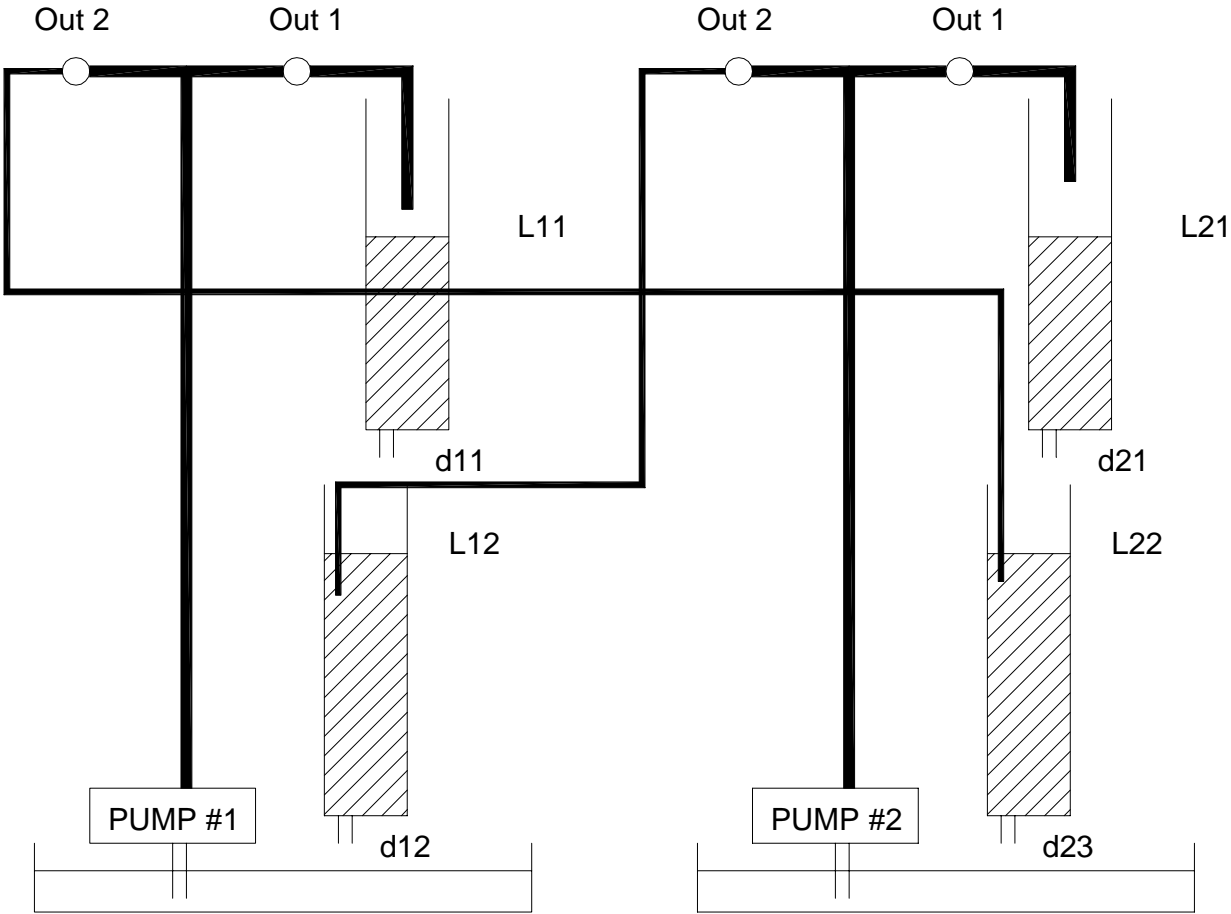 Out 2
Out 1
Out 2
Out 1
L11
L21
d11
d21
L12
L22
PUMP #1
PUMP #2
d12
d23